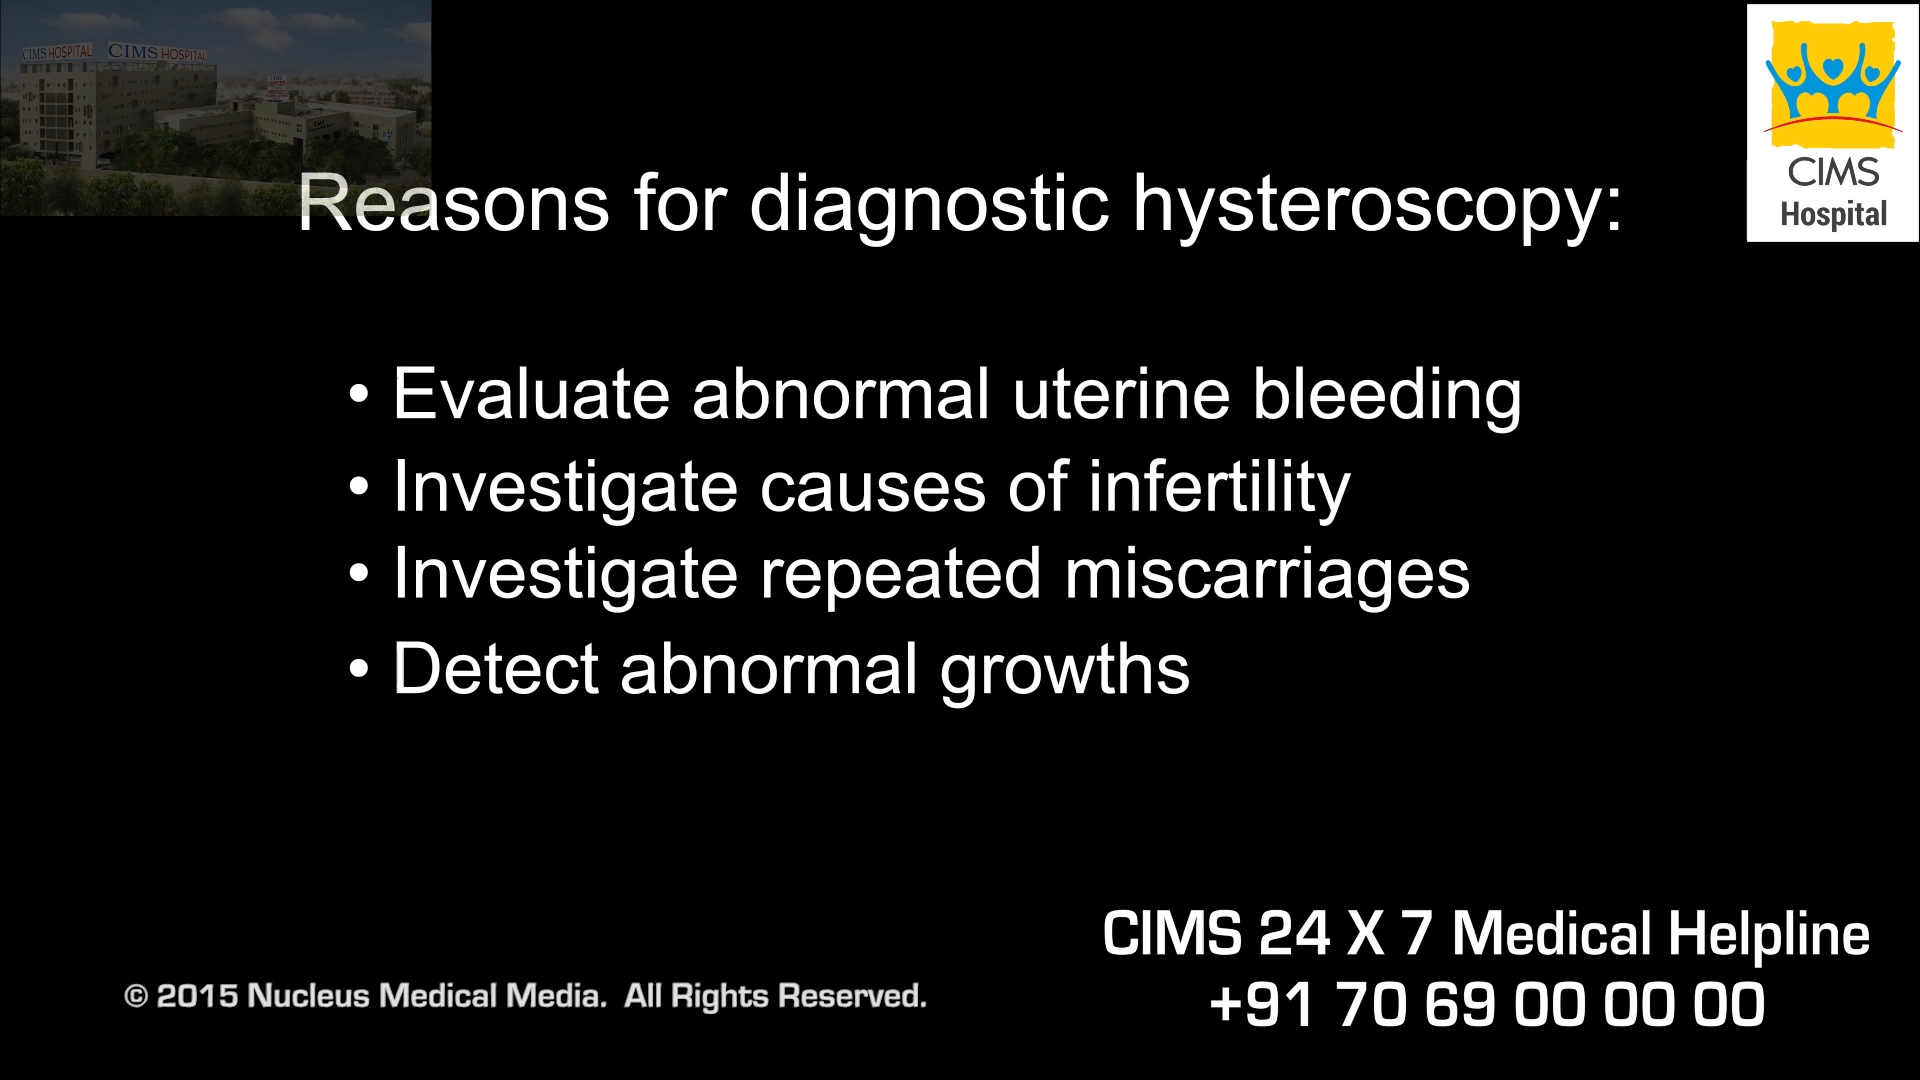 CIMS HOSPITAL CIMS HOSPITAL
CIMS
Hospital
Reasons for diagnostic hysteroscopy:
• Evaluate abnormal uterine bleeding
• Investigate causes of infertility
• Investigate repeated miscarriages
• Detect abnormal growths
CIMS 24 X 7 Medical Helpline
+91 70 69 00 00 00
© 2015 Nucleus Medical Media. All Rights Reserved.